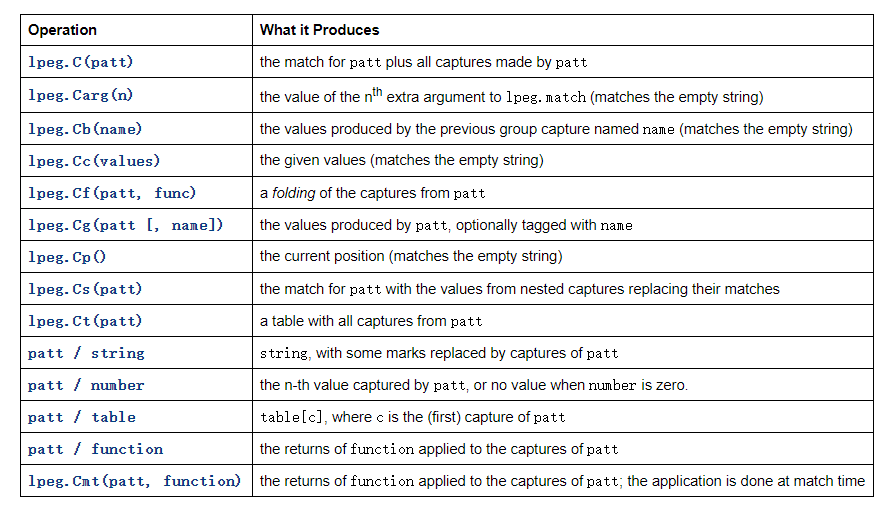 Operation What it Produces
lpeg.C(patt) the match for patt plus all captures made by patt
lpeg.Carg(n) the value of the nth extra argument to lpeg.match (matches the empty string)
lpeg.Cb(name) the values produced by the previous group capture named name (matches the empty string)
lpeg.Cc(values) the given values (matches the empty string)
lpeg.Cf(patt, func) a folding of the captures from patt
lpeg.Cg(patt [, name]) the values produced by patt, optionally tagged with name
lpeg.Cp() the current position (matches the empty string)
lpeg.Cs(patt) the match for patt with the values from nested captures replacing their matches
lpeg.Ct(patt) a table with all captures from patt
patt / string string, with some marks replaced by captures of patt
patt / number the n-th value captured by patt, or no value when number is zero.
patt / table table[c], where c is the (first) capture of patt
patt / function the returns of function applied to the captures of patt
lpeg.Cmt(patt, function) the returns of function applied to the captures of patt; the application is done at match time